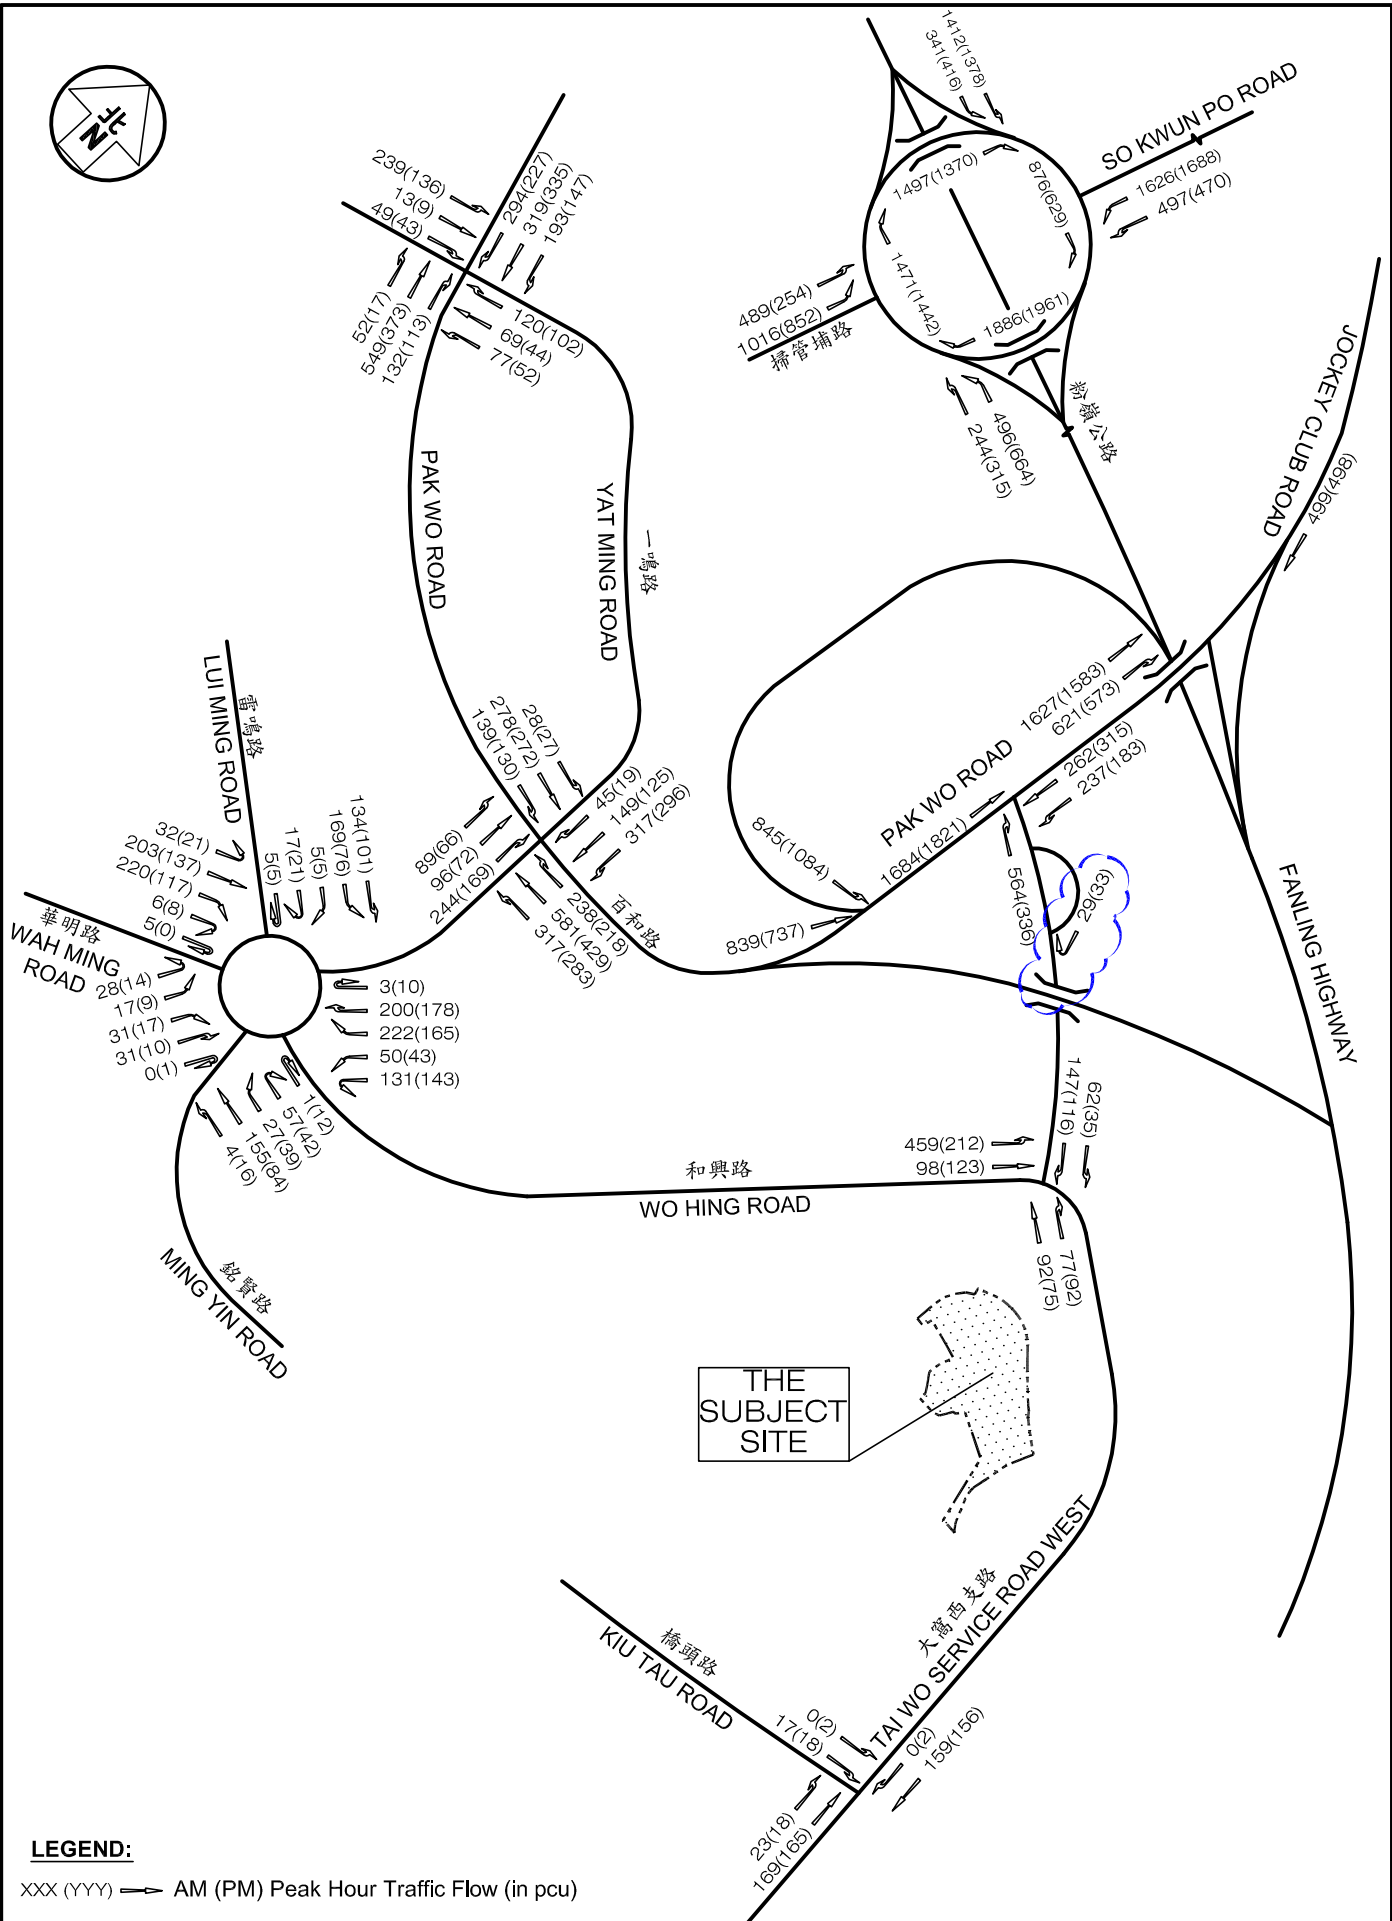 北
N
1412(1378)
341(416)
SO KWUN PO ROAD
1497(1370)
876(629)
1626(1688)
497(470)
1471(1442)
1886(1961)
489(254)
1016(852)
掃管埔路
496(664)
244(315)
粉嶺公路
JOCKEY CLUB ROAD
499(498)
239(136)
13(9)
49(43)
294(227)
319(335)
193(147)
52(17)
549(373)
132(113)
120(102)
69(44)
77(52)
PAK WO ROAD
YAT MING ROAD
一鳴路
LUI MING ROAD
雷鳴路
139(130)
278(272)
28(27)
45(19)
149(125)
317(296)
89(66)
96(72)
244(169)
238(218)
581(429)
317(283)
百和路
1627(1583)
621(573)
PAK WO ROAD
262(315)
237(183)
845(1084)
1684(1821)
839(737)
564(336)
29(33)
FANLING HIGHWAY
32(21)
203(137)
220(117)
6(8)
5(0)
5(5)
17(21)
5(5)
169(76)
134(101)
華明路
WAH MING
ROAD
28(14)
17(9)
31(17)
31(10)
0(1)
3(10)
200(178)
222(165)
50(43)
131(143)
1(12)
57(42)
27(39)
155(84)
4(16)
銘賢路
MING YIN ROAD
和興路
WO HING ROAD
459(212)
98(123)
147(116)
62(35)
77(92)
92(75)
THE
SUBJECT
SITE
大窩西支路
TAI WO SERVICE ROAD WEST
橋頭路
KIU TAU ROAD
0(2)
17(18)
0(2)
159(156)
23(18)
169(165)
LEGEND:
XXX (YYY) AM (PM) Peak Hour Traffic Flow (in pcu)